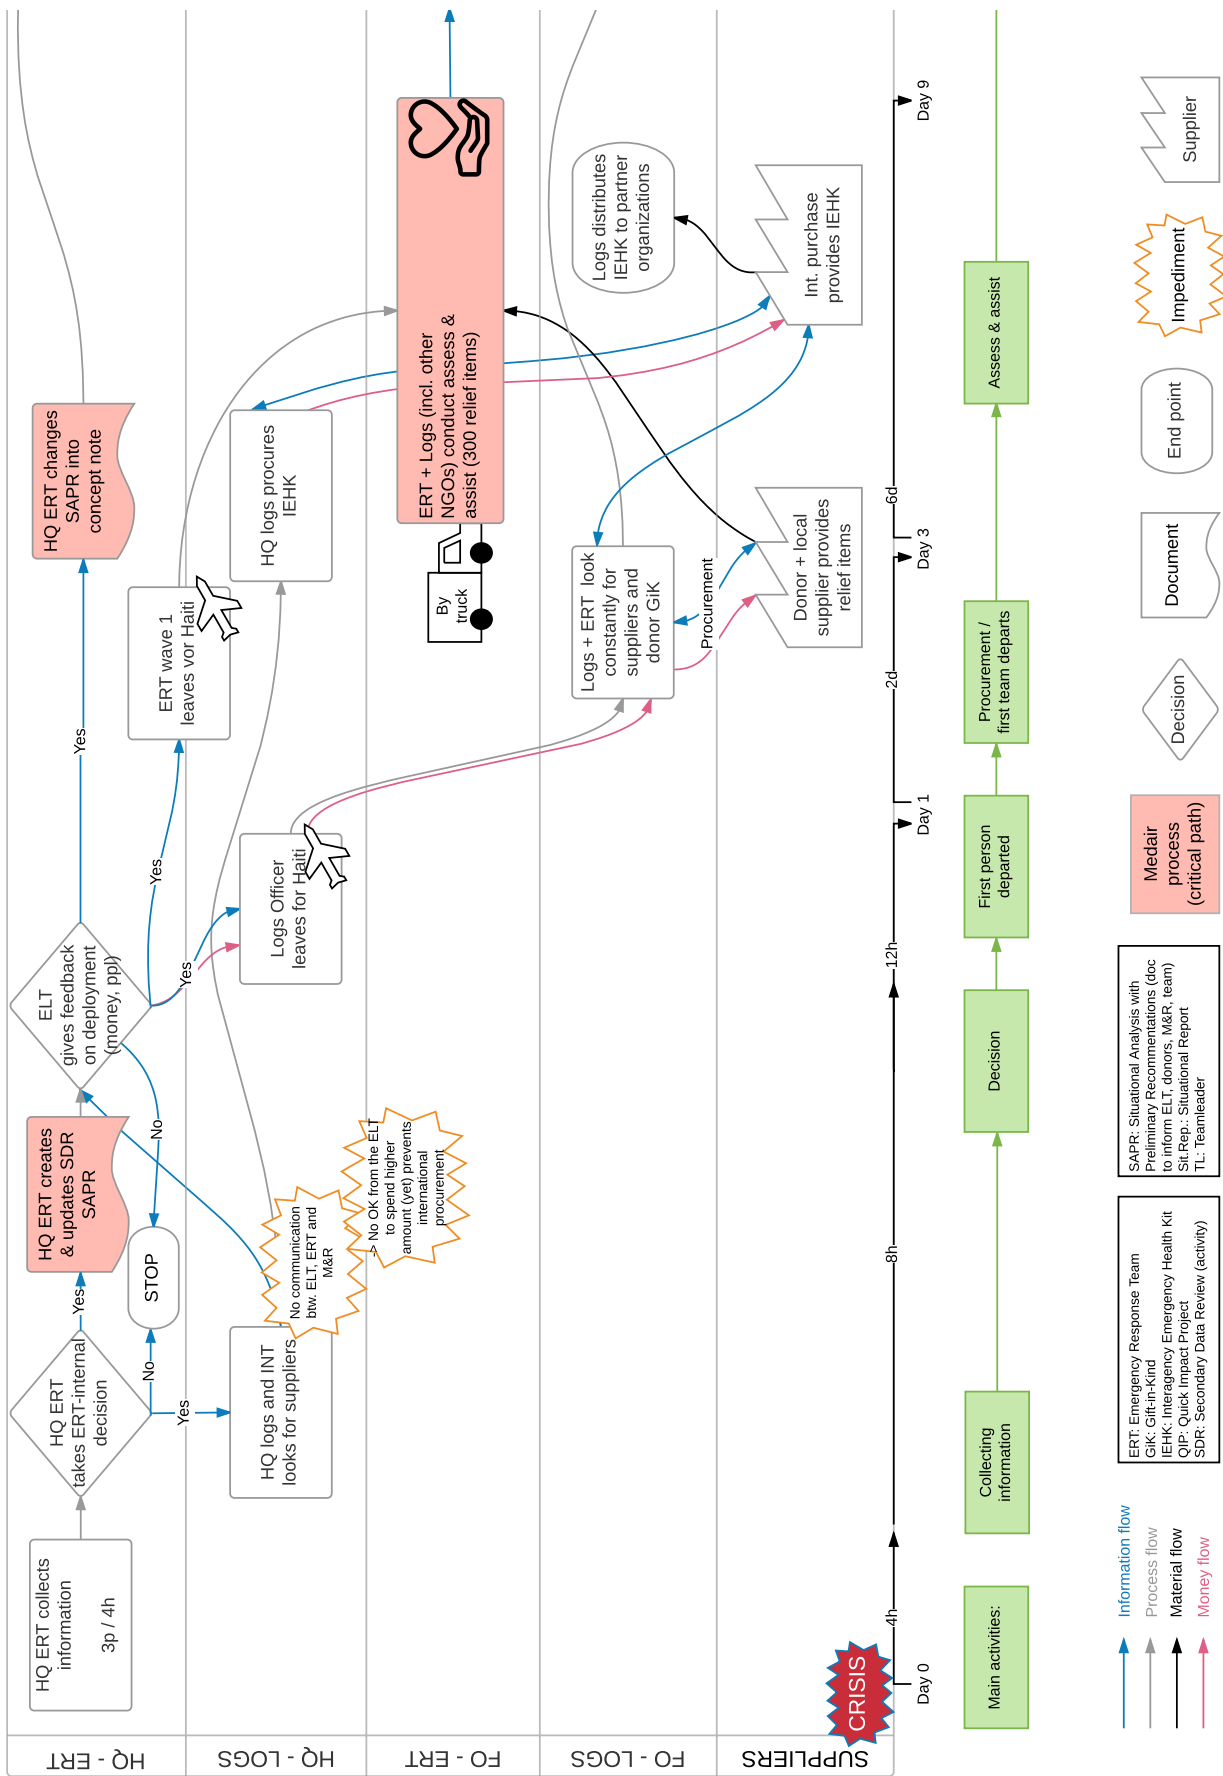 HQ - ERT
HQ ERT collects
information
3p / 4h
HQ ERT
takes ERT-internal
decision
Yes
No
Yes
STOP
HQ ERT creates
& updates SDR
SAPR
No
ELT
gives feedback
on deployment
(money, ppl)
Yes
Yes
Yes
HQ ERT changes
SAPR into
concept note
ERT wave 1
leaves vor Haiti
HQ - LOGS
HQ logs and INT
looks for suppliers
No communication
btw. ELT, ERT and
M&R
-> No OK from the ELT
to spend higher
amount (yet) prevents
international
procurement
Logs Officer
leaves for Haiti
HQ logs procures
IEHK
FO - ERT
By
truck
ERT + Logs (incl. other
NGOs) conduct assess &
assist (300 relief items)
FO - LOGS
Logs + ERT look
constantly for
suppliers and
donor GiK
Logs distributes
IEHK to partner
organizations
Procurement
SUPPLIERS
Donor + local
supplier provides
relief items
Int. purchase
provides IEHK
CRISIS
4h
8h
12h
2d
6d
Day 0
Day 1
Day 3
Day 9
Main activities:
Collecting
information
Decision
First person
departed
Procurement /
first team departs
Assess & assist
Information flow
Process flow
Material flow
Money flow
ERT: Emergency Response Team
GiK: Gift-in-Kind
IEHK: Interagency Emergency Health Kit
QIP: Quick Impact Project
SDR: Secondary Data Review (activity)
SAPR: Situational Analysis with
Preliminary Recommendations (doc
to inform ELT, donors, M&R, team)
Sit.Rep.: Situational Report
TL: Teamleader
Medair
process
(critical path)
Decision
Document
End point
Impediment
Supplier